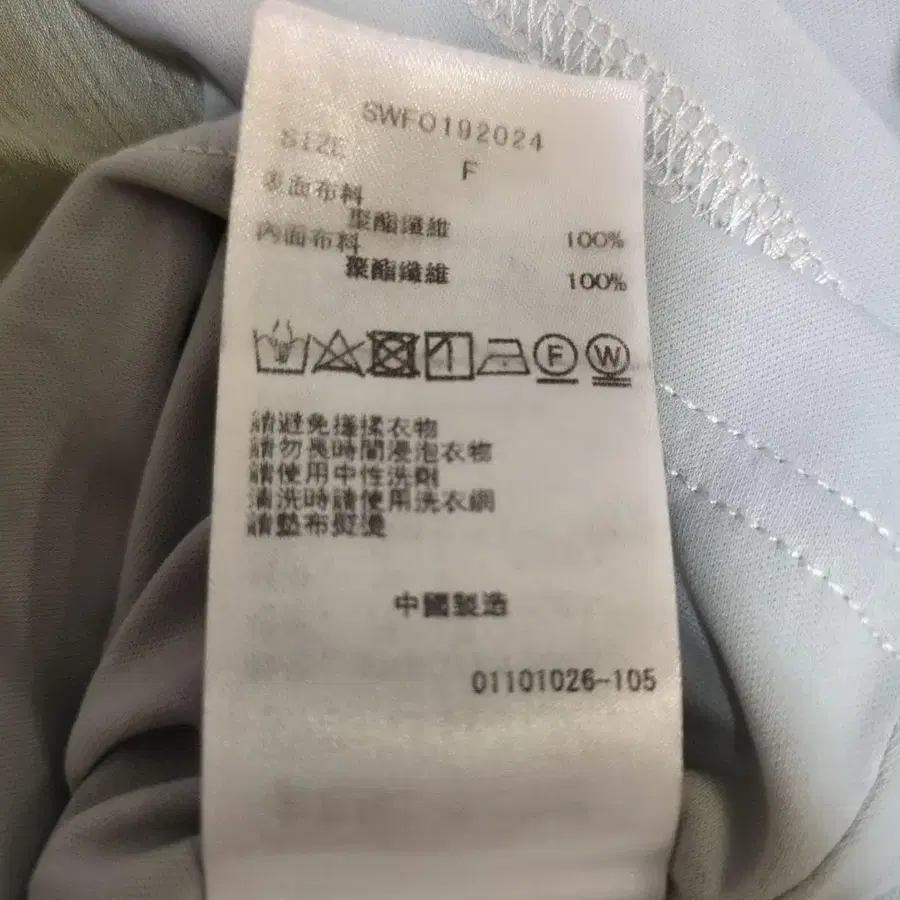 SWFO192024
SIZE
F
表面布料
聚酯纖維 100%
內面布料
聚酯纖維 100%
F W
請避免搓揉衣物
請勿長時間浸泡衣物
請使用中性洗劑
清洗時請使用洗衣網
請墊布熨燙
中國製造
01101026-105